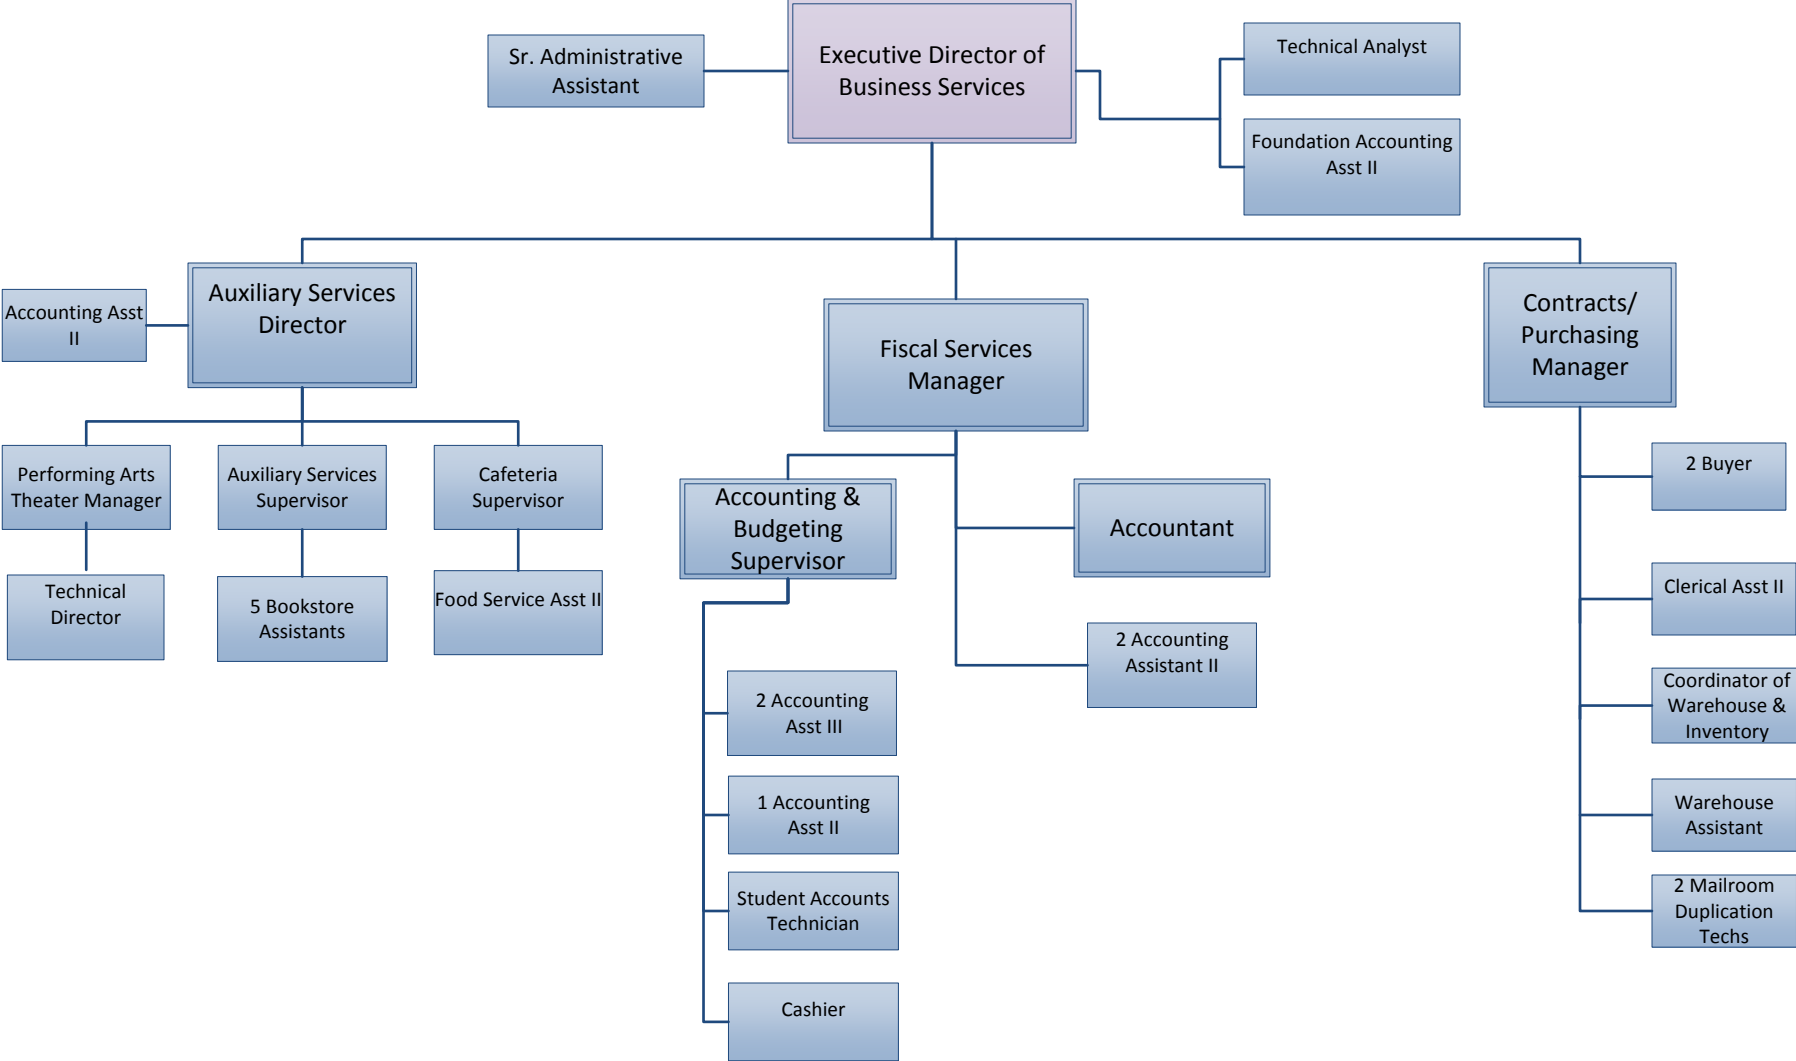 Sr. Administrative
Assistant
Executive Director of
Business Services
Technical Analyst
Foundation Accounting
Asst II
Accounting Asst
II
Auxiliary Services
Director
Fiscal Services
Manager
Contracts/
Purchasing
Manager
Performing Arts
Theater Manager
Auxiliary Services
Supervisor
Cafeteria
Supervisor
Technical
Director
5 Bookstore
Assistants
Food Service Asst II
Accounting &
Budgeting
Supervisor
Accountant
2 Accounting
Assistant II
2 Accounting
Asst III
1 Accounting
Asst II
Student Accounts
Technician
Cashier
2 Buyer
Clerical Asst II
Coordinator of
Warehouse &
Inventory
Warehouse
Assistant
2 Mailroom
Duplication
Techs